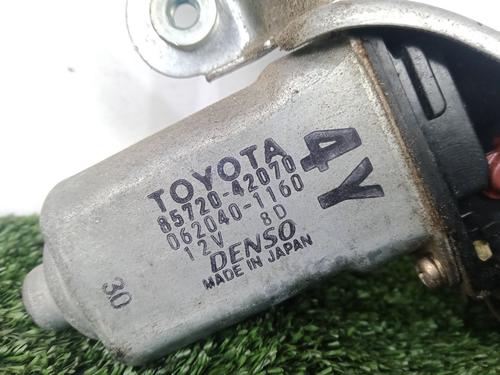 TOYOTA
85720-42070
062040-1160
12V 8D
DENSO
MADE IN JAPAN
4Y
30